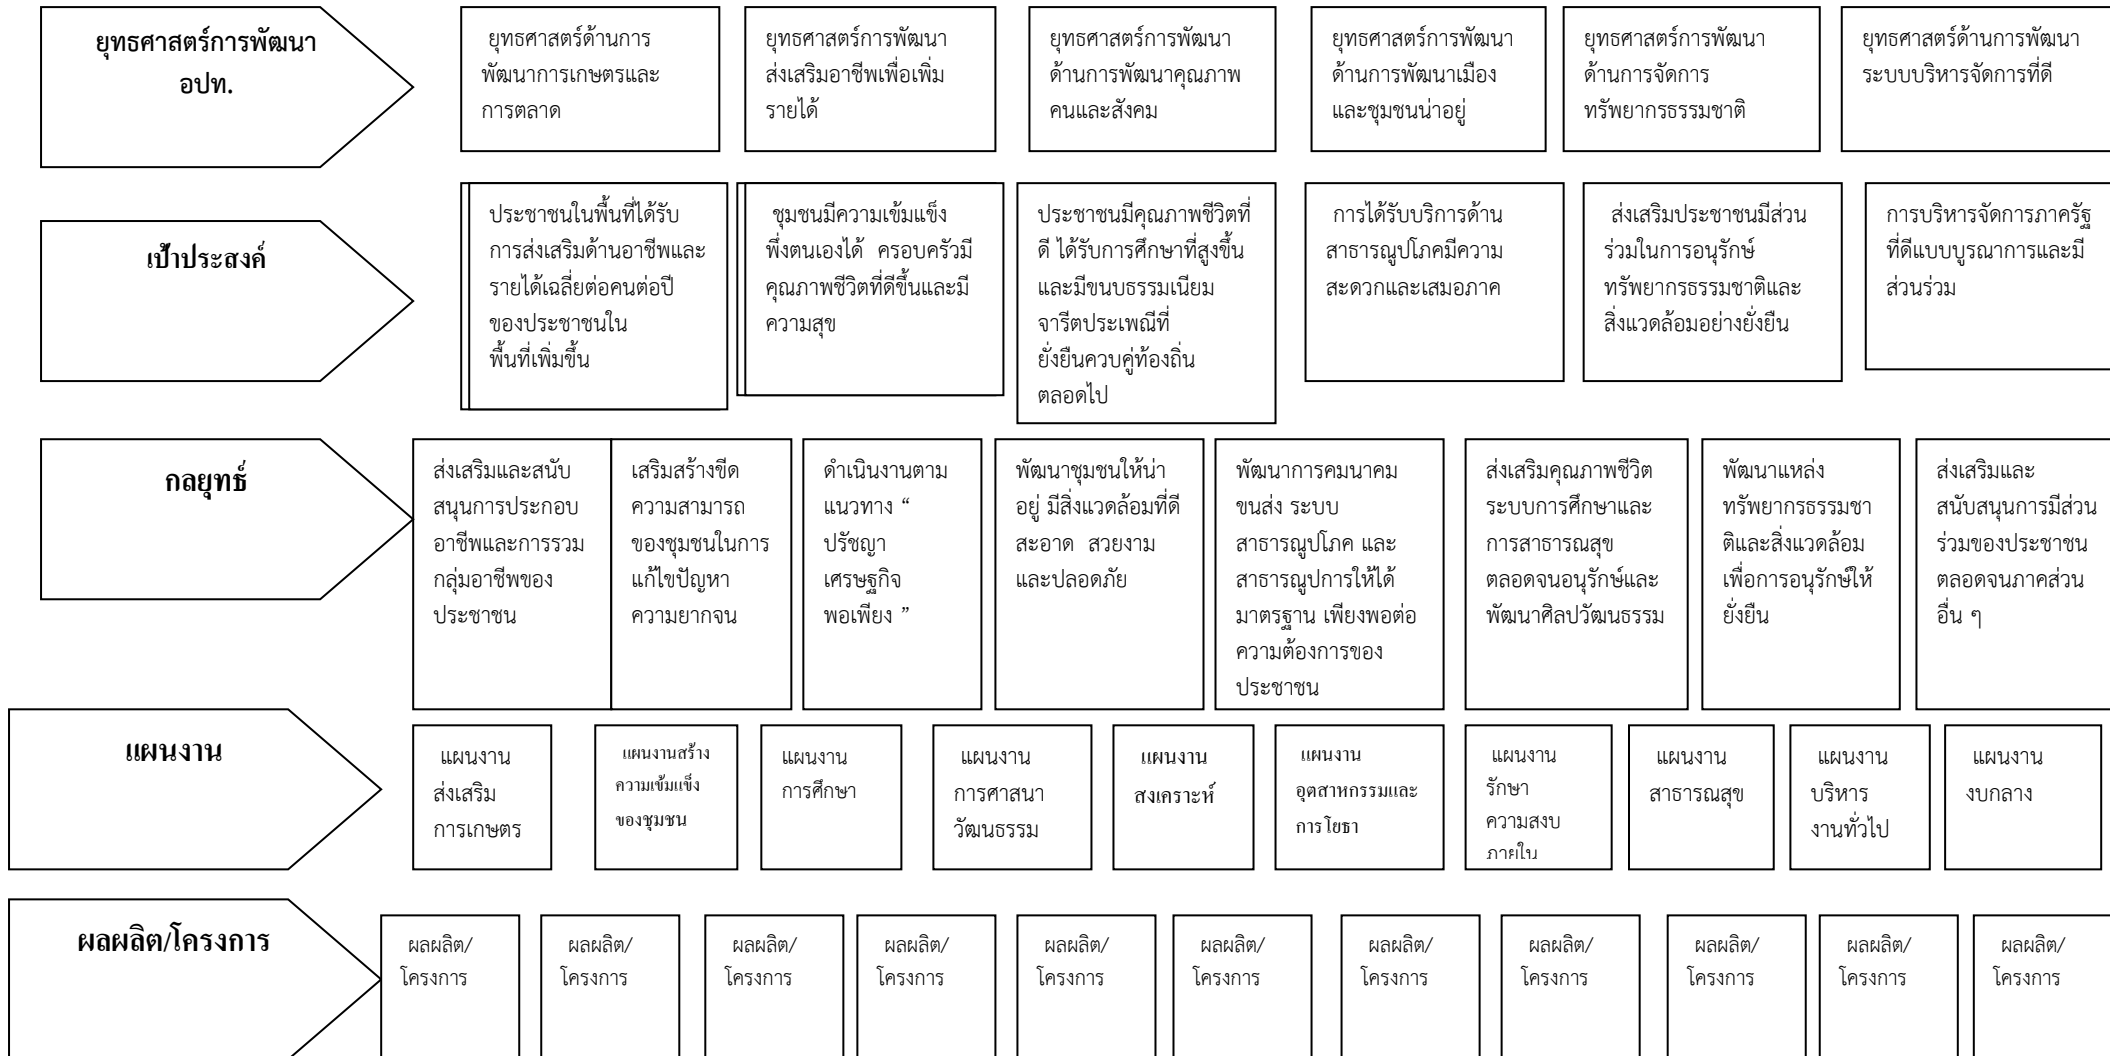 ยุทธศาสตร์การพัฒนา
อปท.
ยุทธศาสตร์ด้านการ
พัฒนาการเกษตรและ
การตลาด
ยุทธศาสตร์การพัฒนา
ส่งเสริมอาชีพเพื่อเพิ่ม
รายได้
ยุทธศาสตร์การพัฒนา
ด้านการพัฒนาคุณภาพ
คนและสังคม
ยุทธศาสตร์การพัฒนา
ด้านการพัฒนาเมือง
และชุมชนน่าอยู่
ยุทธศาสตร์การพัฒนา
ด้านการจัดการ
ทรัพยากรธรรมชาติ
ยุทธศาสตร์ด้านการพัฒนา
ระบบบริหารจัดการที่ดี
เป้าประสงค์
ประชาชนในพื้นที่ได้รับ
การส่งเสริมด้านอาชีพและ
รายได้เฉลี่ยต่อคนต่อปี
ของประชาชนใน
พื้นที่เพิ่มขึ้น
ชุมชนมีความเข้มแข็ง
พึ่งตนเองได้ ครอบครัวมี
คุณภาพชีวิตที่ดีขึ้นและมี
ความสุข
ประชาชนมีคุณภาพชีวิตที่
ดี ได้รับการศึกษาที่สูงขึ้น
และมีขนบธรรมเนียม
จารีตประเพณีที่
ยั่งยืนควบคู่ท้องถิ่น
ตลอดไป
การได้รับบริการด้าน
สาธารณูปโภคมีความ
สะดวกและเสมอภาค
ส่งเสริมประชาชนมีส่วน
ร่วมในการอนุรักษ์
ทรัพยากรธรรมชาติและ
สิ่งแวดล้อมอย่างยั่งยืน
การบริหารจัดการภาครัฐ
ที่ดีแบบบูรณาการและมี
ส่วนร่วม
กลยุทธ์
ส่งเสริมและสนับ
สนุนการประกอบ
อาชีพและการรวม
กลุ่มอาชีพของ
ประชาชน
เสริมสร้างขีด
ความสามารถ
ของชุมชนในการ
แก้ไขปัญหา
ความยากจน
ดำเนินงานตาม
แนวทาง “
ปรัชญา
เศรษฐกิจ
พอเพียง ”
พัฒนาชุมชนให้น่า
อยู่ มีสิ่งแวดล้อมที่ดี
สะอาด สวยงาม
และปลอดภัย
พัฒนาการคมนาคม
ขนส่ง ระบบ
สาธารณูปโภค และ
สาธารณูปการให้ได้
มาตรฐาน เพียงพอต่อ
ความต้องการของ
ประชาชน
ส่งเสริมคุณภาพชีวิต
ระบบการศึกษาและ
การสาธารณสุข
ตลอดจนอนุรักษ์และ
พัฒนาศิลปวัฒนธรรม
พัฒนาแหล่ง
ทรัพยากรธรรมชา
ติและสิ่งแวดล้อม
เพื่อการอนุรักษ์ให้
ยั่งยืน
ส่งเสริมและ
สนับสนุนการมีส่วน
ร่วมของประชาชน
ตลอดจนภาคส่วน
อื่น ๆ
แผนงาน
แผนงาน
ส่งเสริม
การเกษตร
แผนงานสร้าง
ความเข้มแข็ง
ของชุมชน
แผนงาน
การศึกษา
แผนงาน
การศาสนา
วัฒนธรรม
แผนงาน
สงเคราะห์
แผนงาน
อุตสาหกรรมและ
การโยธา
แผนงาน
รักษา
ความสงบ
ภายใน
แผนงาน
สาธารณสุข
แผนงาน
บริหาร
งานทั่วไป
แผนงาน
งบกลาง
ผลผลิต/โครงการ
ผลผลิต/
โครงการ
ผลผลิต/
โครงการ
ผลผลิต/
โครงการ
ผลผลิต/
โครงการ
ผลผลิต/
โครงการ
ผลผลิต/
โครงการ
ผลผลิต/
โครงการ
ผลผลิต/
โครงการ
ผลผลิต/
โครงการ
ผลผลิต/
โครงการ
ผลผลิต/
โครงการ